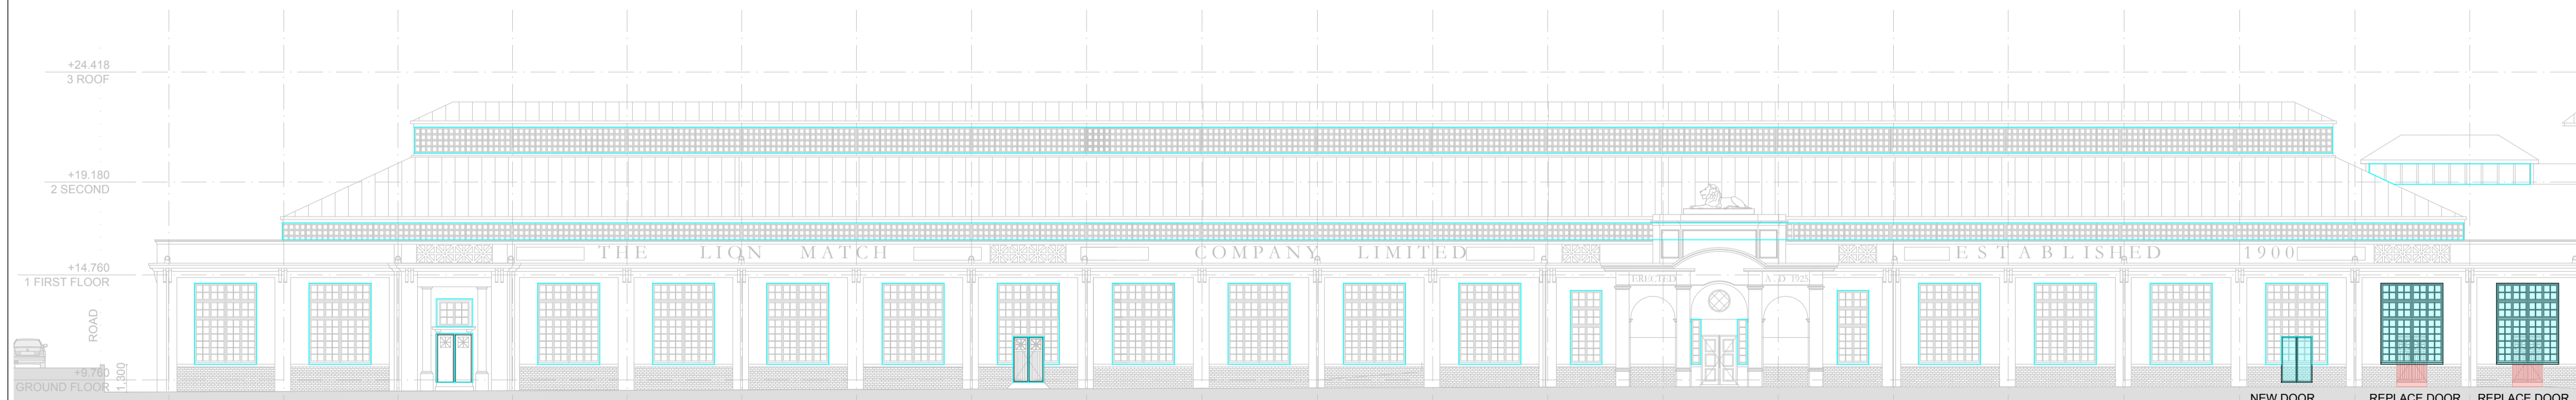 +24.418
3 ROOF
+19.180
2 SECOND
THE LION MATCH COMPANY LIMITED ESTABLISHED 1900
+14.760
1 FIRST FLOOR
ERECTED A D 1925
ROAD
1.300
+9.760
GROUND FLOOR
NEW DOOR REPLACE DOOR REPLACE DOOR